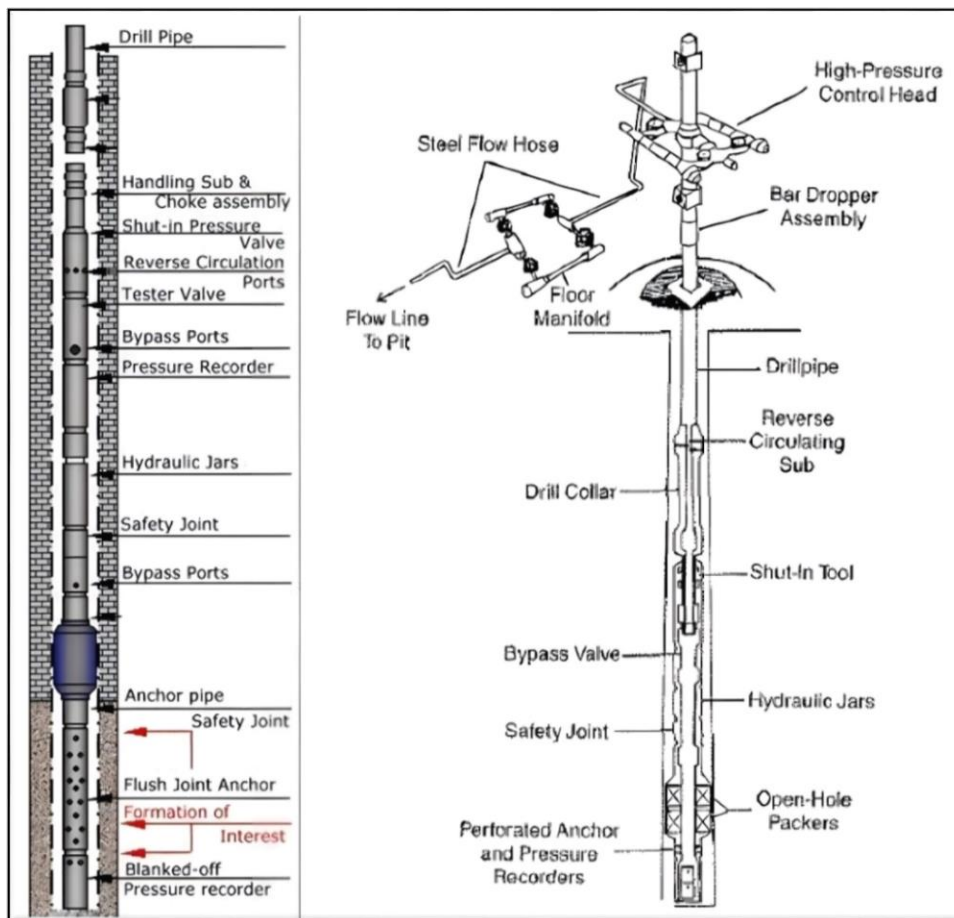 Drill Pipe
Handling Sub &
Choke assembly
Shut-in Pressure
Valve
Reverse Circulation
Ports
Tester Valve
Bypass Ports
Pressure Recorder
Hydraulic Jars
Safety Joint
Bypass Ports
Anchor pipe
Safety Joint
Flush Joint Anchor
Formation of
Interest
Blanked-off
Pressure recorder
High-Pressure
Control Head
Steel Flow Hose
Bar Dropper
Assembly
Floor
Manifold
Flow Line
To Pit
Drillpipe
Reverse
Circulating
Sub
Drill Collar
Shut-In Tool
Bypass Valve
Hydraulic Jars
Safety Joint
Open-Hole
Packers
Perforated Anchor
and Pressure
Recorders